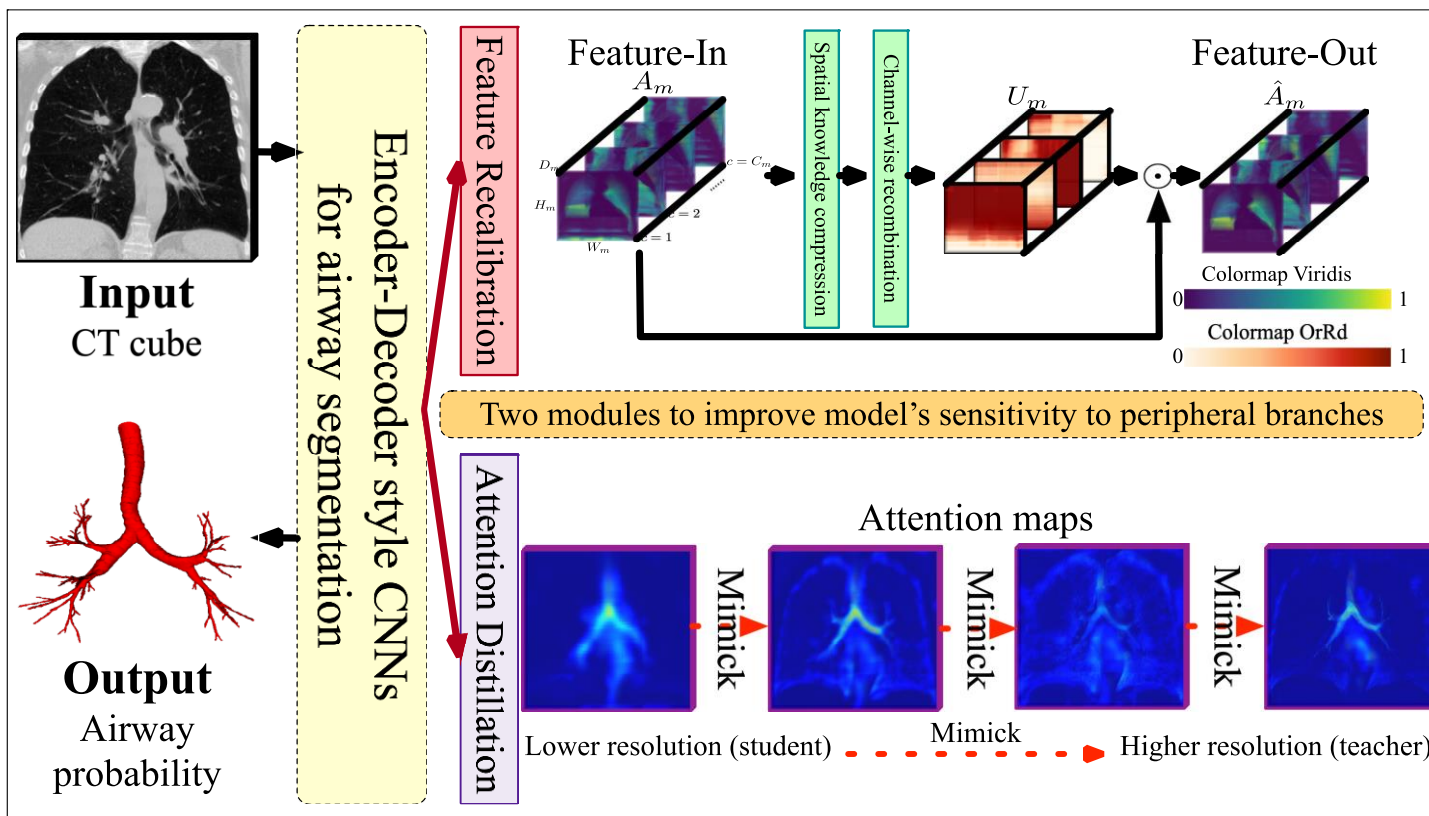 Input
CT cube
Output
Airway
probability
Encoder-Decoder style CNNs
for airway segmentation
Feature Recalibration
Feature-In
A_m
D_m
H_m
W_m
c = 1
c = 2
......
c = C_m
Spatial knowledge compression
Channel-wise recombination
U_m
Feature-Out
Â_m
Colormap Viridis
0 1
Colormap OrRd
0 1
Two modules to improve model’s sensitivity to peripheral branches
Attention Distillation
Attention maps
Mimick
Mimick
Mimick
Lower resolution (student)
Mimick
Higher resolution (teacher)